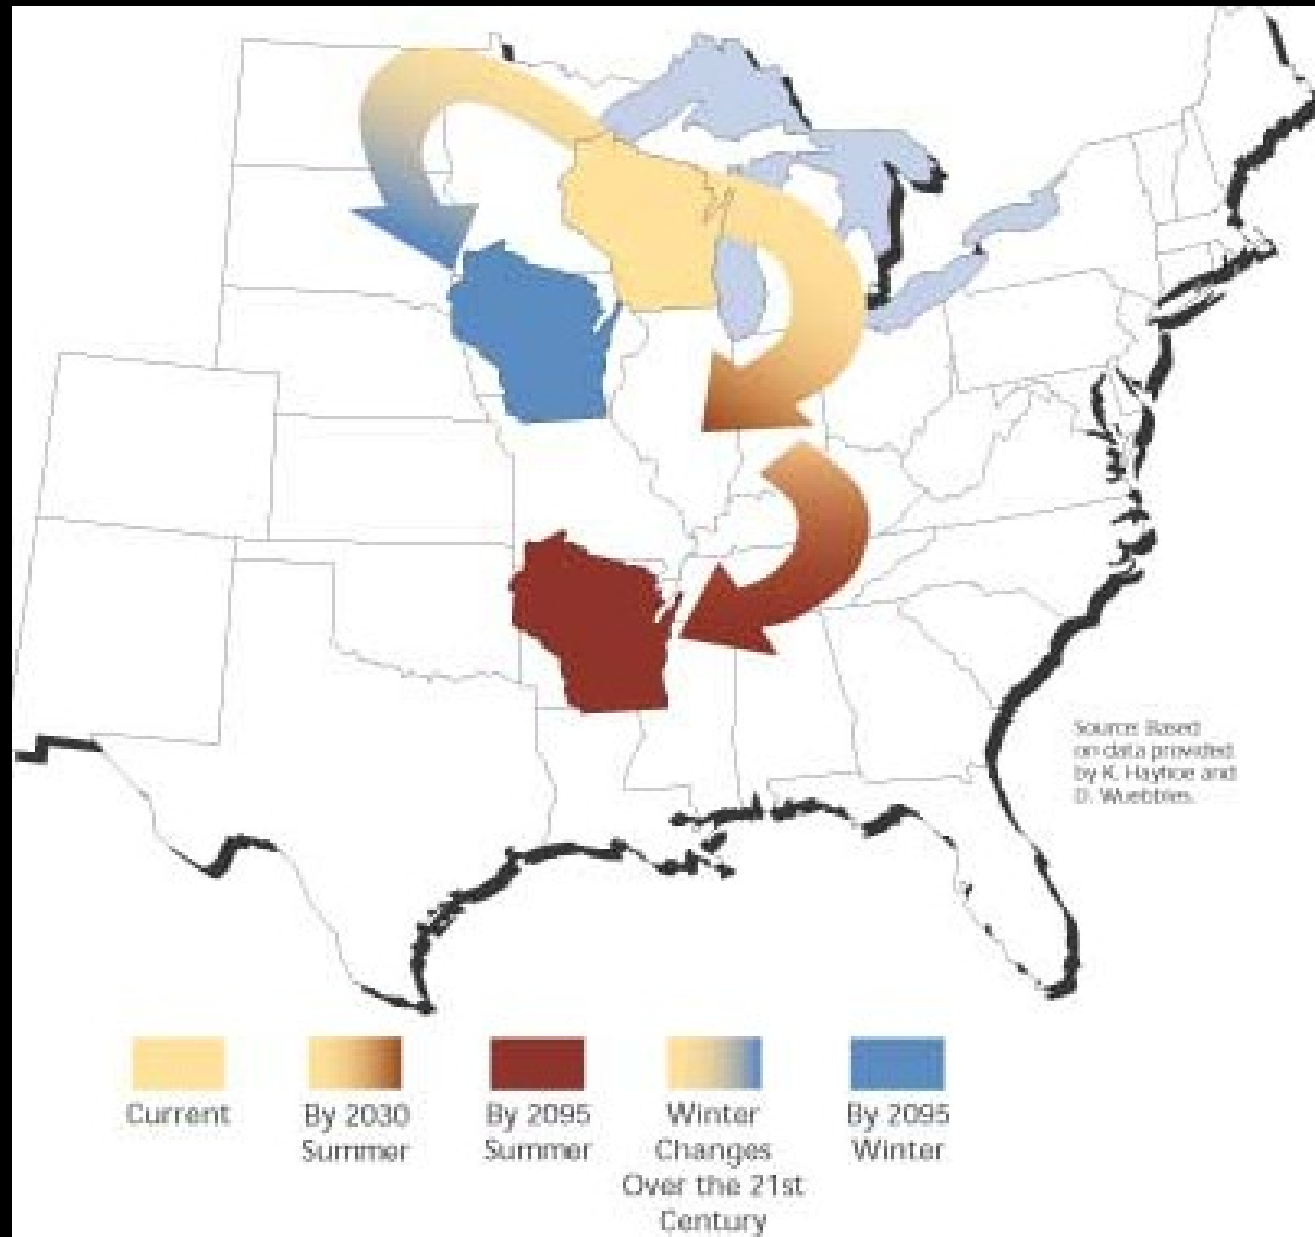 Source: Based
on data provided
by K. Hayhoe and
D. Wuebbles.
Current
By 2030
Summer
By 2095
Summer
Winter
Changes
Over the 21st
Century
By 2095
Winter